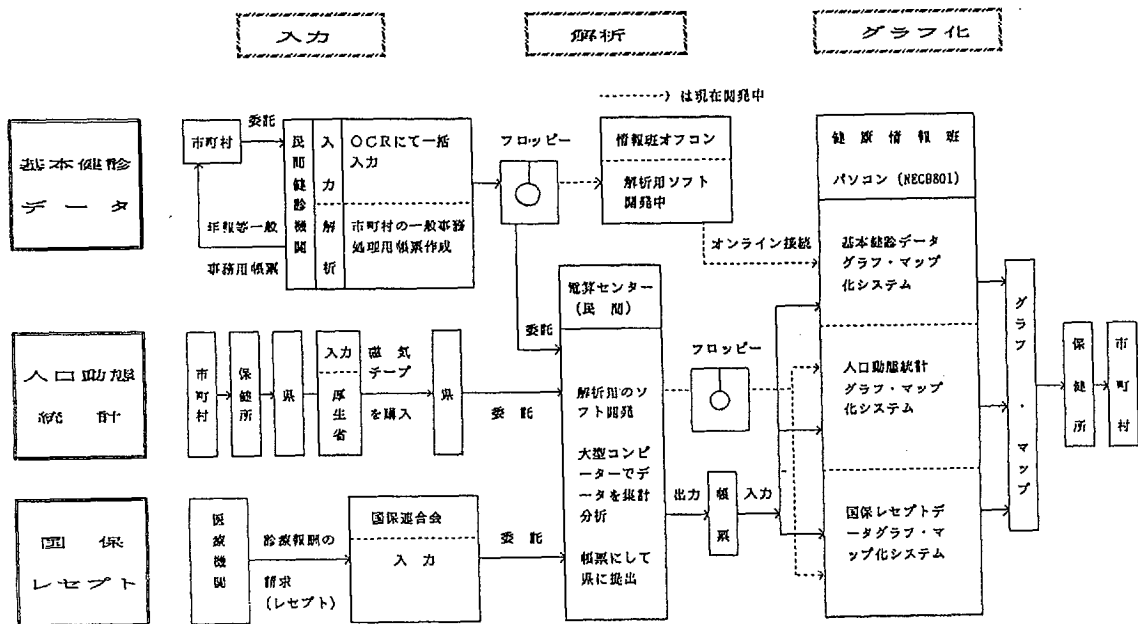 入力
解析
グラフ化
------→ は現在開発中
基本健診
データ
市町村
委託
年報等一般
事務用帳票
民間健診機関
入力
OCRにて一括
入力
解析
市町村の一般事務
処理用帳票作成
フロッピー
情報班オフコン
解析用ソフト
開発中
オンライン接続
委託
人口動態
統計
市町村
保健所
県
入力
厚生省
磁気
テープ
を購入
県
委託
電算センター
(民間)
解析用のソ
フト開発
大型コンピ
ーターでデ
ータを集計
分析
帳票にして
県に提出
フロッピー
出力
帳票
入力
国保
レセプト
医療機関
診療報酬の
請求
(レセプト)
国保連合会
入力
委託
健康情報班
パソコン(NEC9801)
基本健診データ
グラフ・マップ
化システム
人口動態統計
グラフ・マップ
化システム
国保レセプトデ
ータグラフ・マ
ップ化システム
グラフ・マップ
保健所
市町村